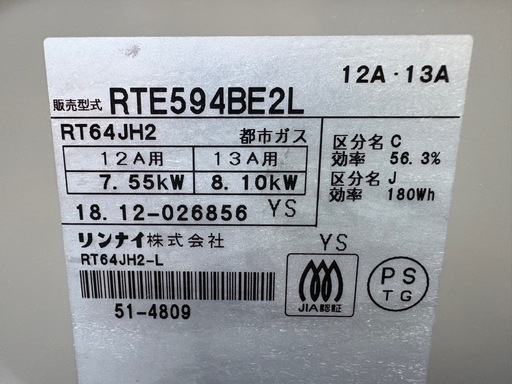 12A・13A
販売型式 RTE594BE2L
RT64JH2 都市ガス
12A用 13A用
7.55kW 8.10kW
区分名 C
効率 56.3%
区分名 J
効率 180Wh
18.12-026856 YS
リンナイ株式会社
RT64JH2-L
51-4809
YS
JIA認証
PS
TG